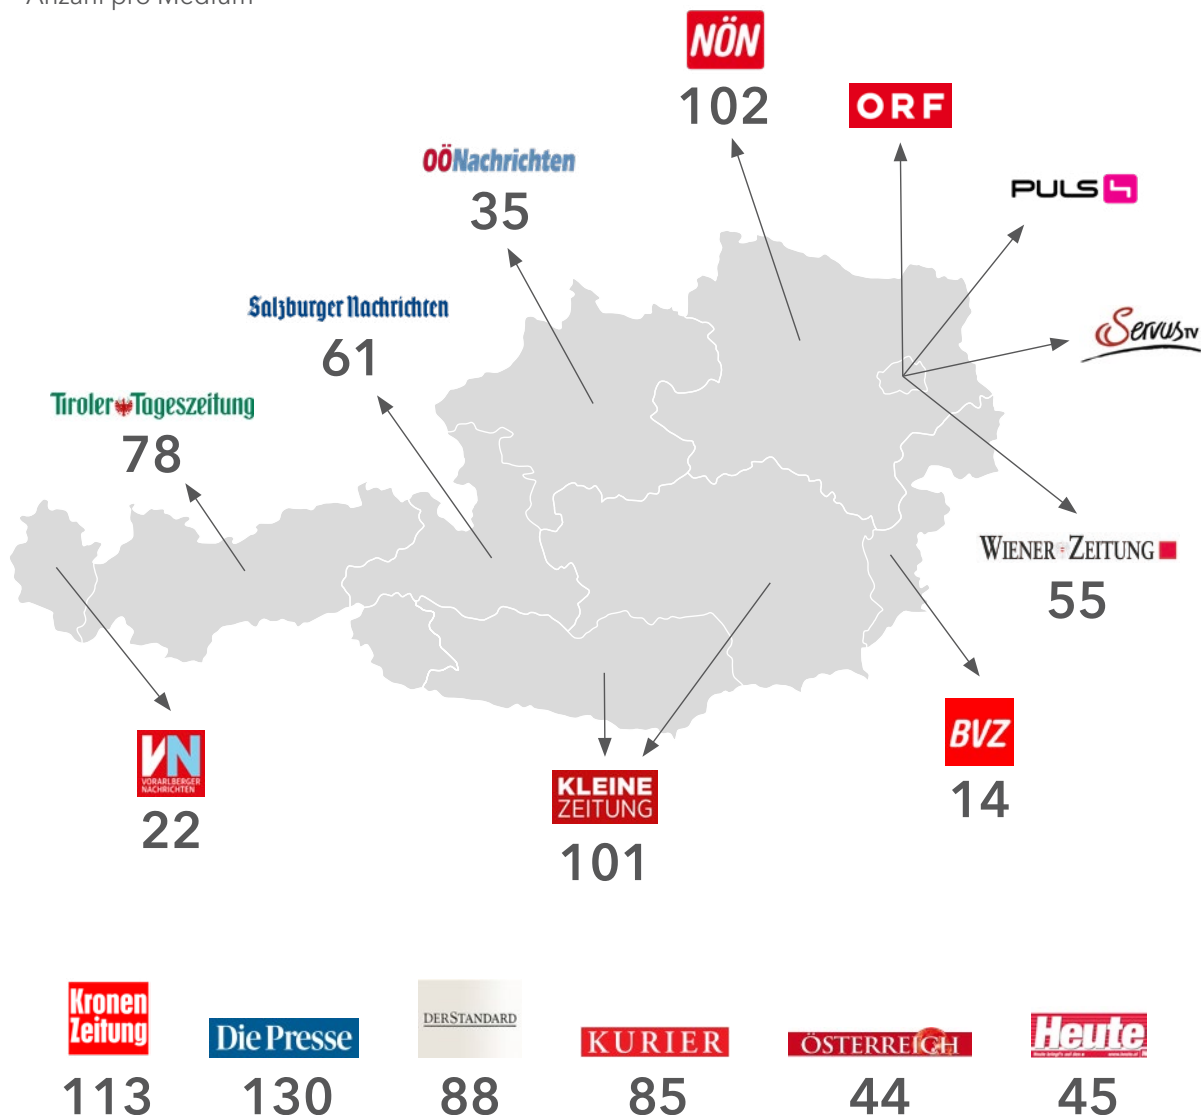 Anzahl pro Medium
NÖN
102
ORF
OÖNachrichten
35
PULS 4
Salzburger Nachrichten
61
Servus TV
Tiroler Tageszeitung
78
WIENER ZEITUNG
55
VN
VORARLBERGER
NACHRICHTEN
22
KLEINE
ZEITUNG
101
BVZ
14
Kronen
Zeitung
113
Die Presse
130
DERSTANDARD
88
KURIER
85
ÖSTERREICH
44
Heute
45